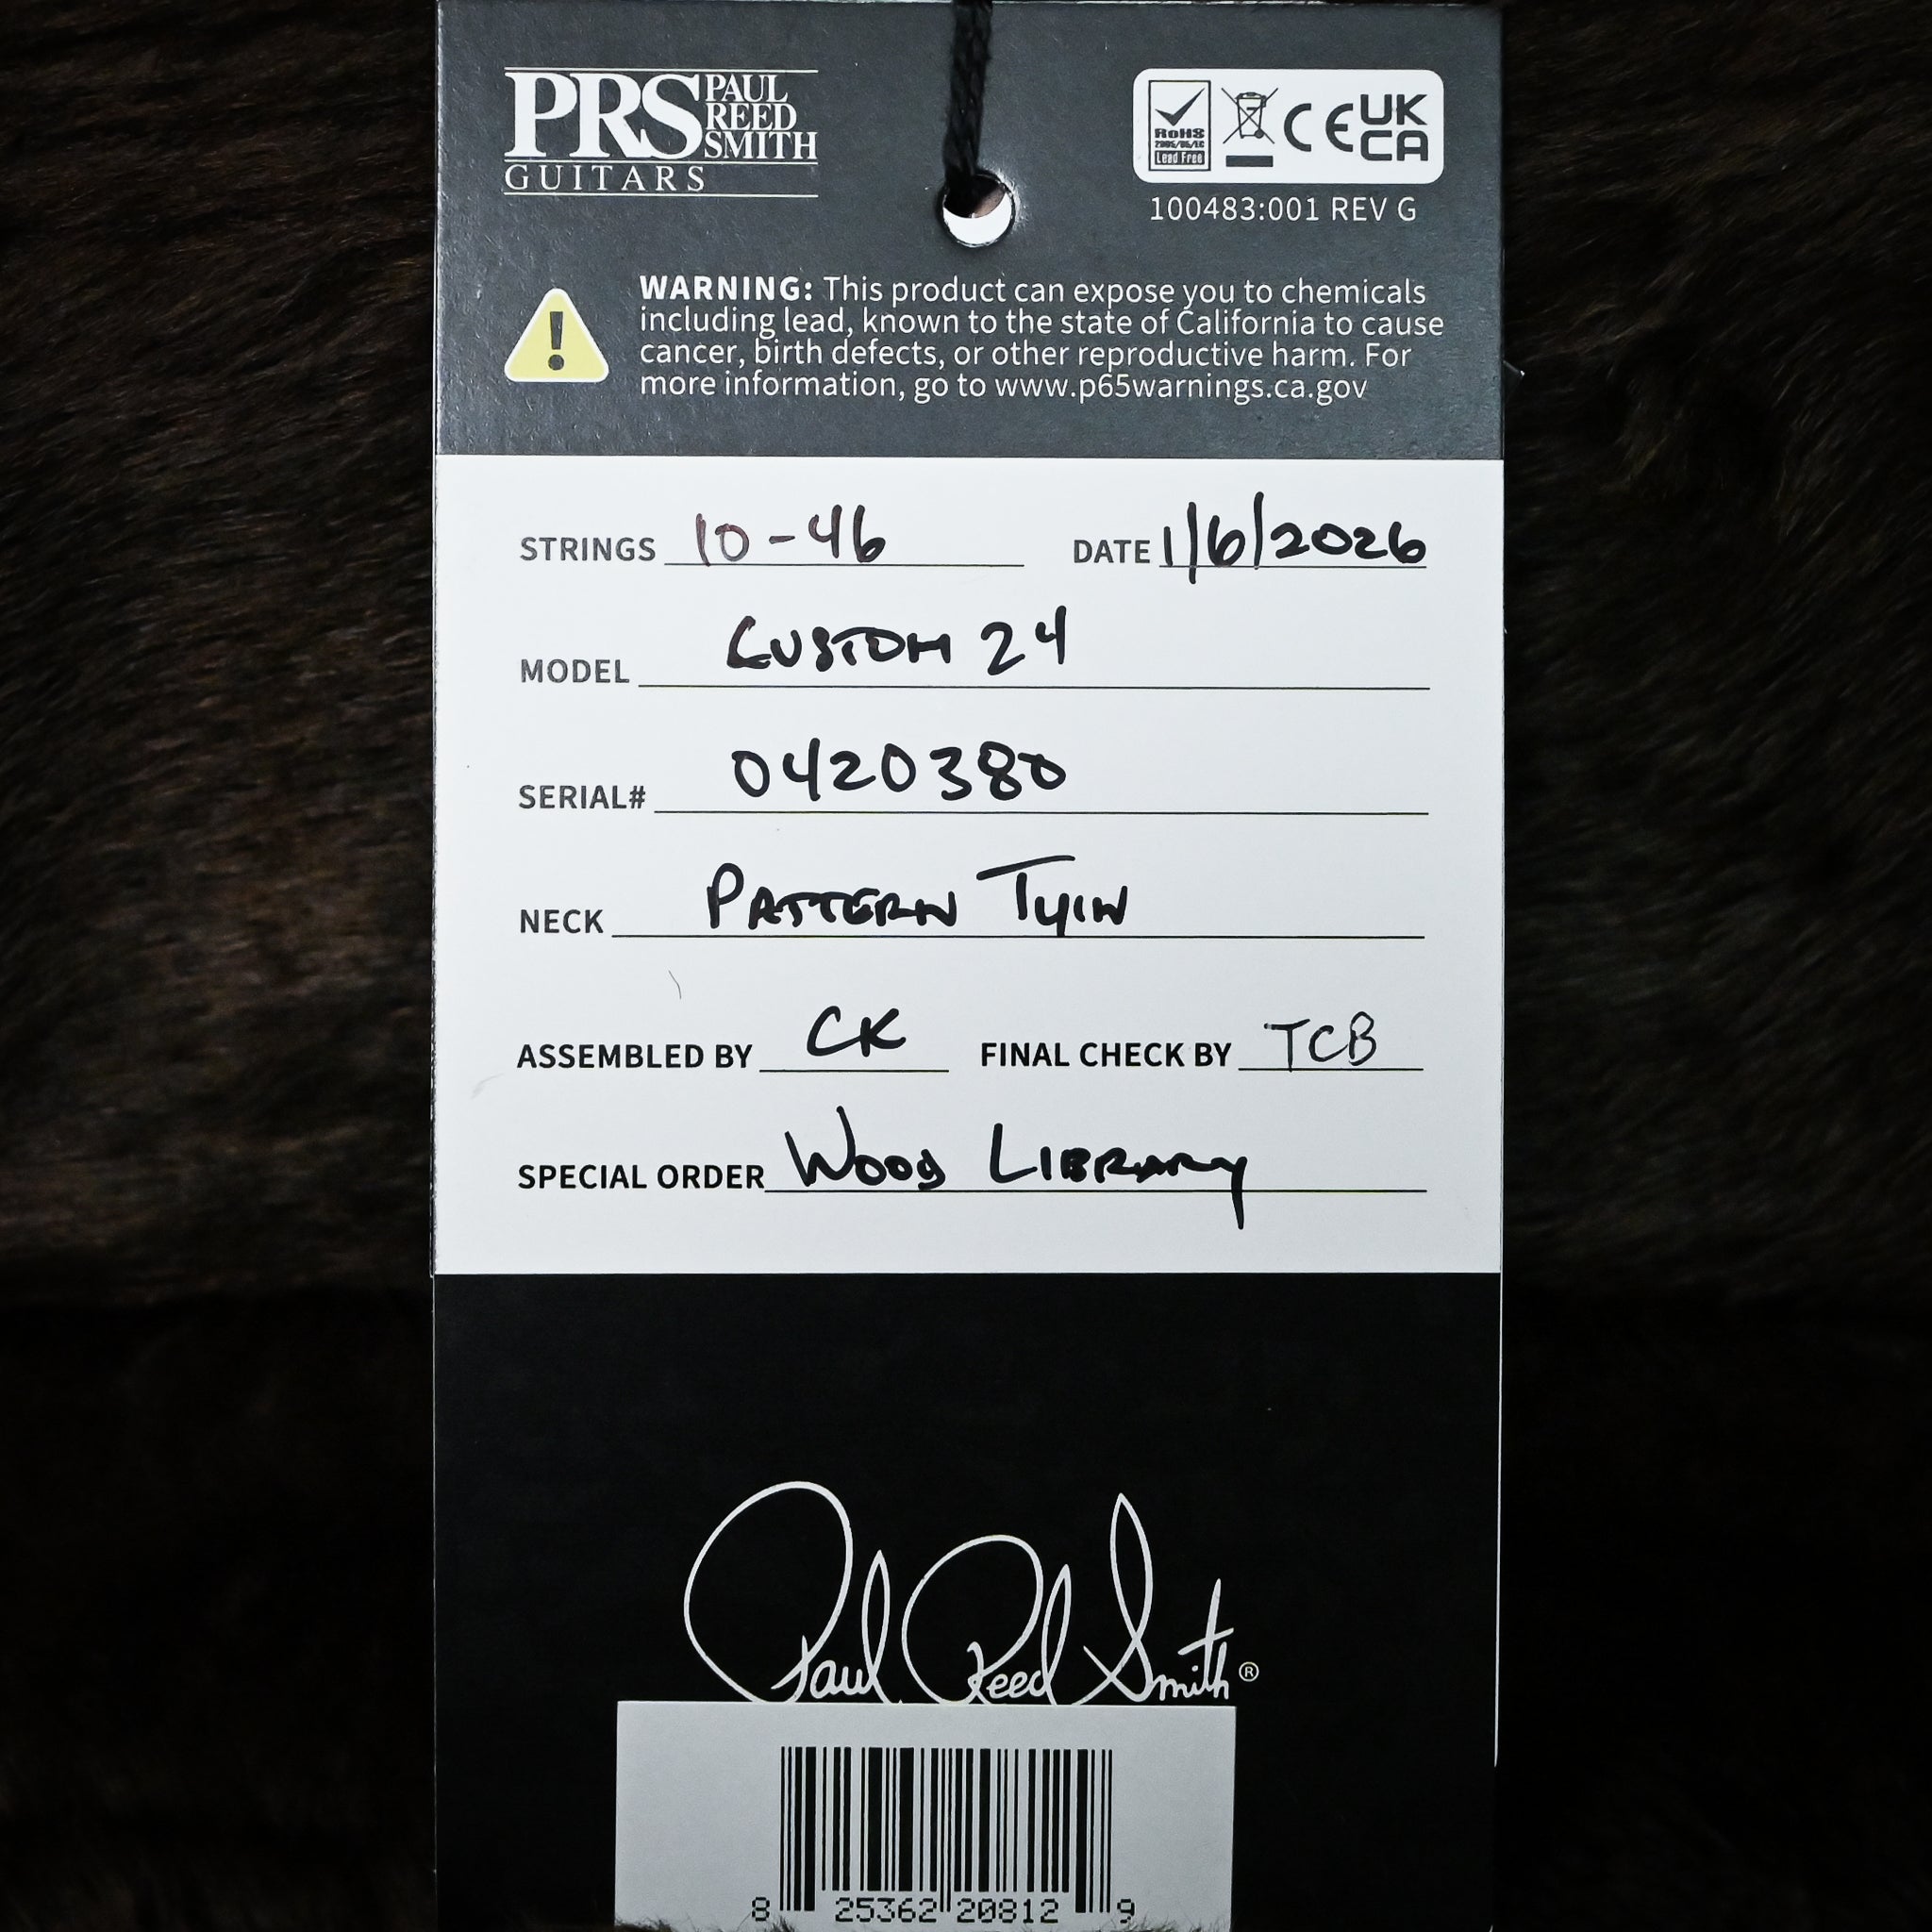 PRS PAUL REED SMITH
GUITARS
RoHS
2005/95/EC
Lead Free
CE UK CA
100483:001 REV G
WARNING: This product can expose you to chemicals
including lead, known to the state of California to cause
cancer, birth defects, or other reproductive harm. For
more information, go to www.p65warnings.ca.gov
STRINGS 10-46 DATE 1/6/2026
MODEL CUSTOM 24
SERIAL# 0420380
NECK PATTERN THIN
ASSEMBLED BY CK FINAL CHECK BY TCB
SPECIAL ORDER WOOD LIBRARY
Paul Reed Smith®
8 25362 20812 9